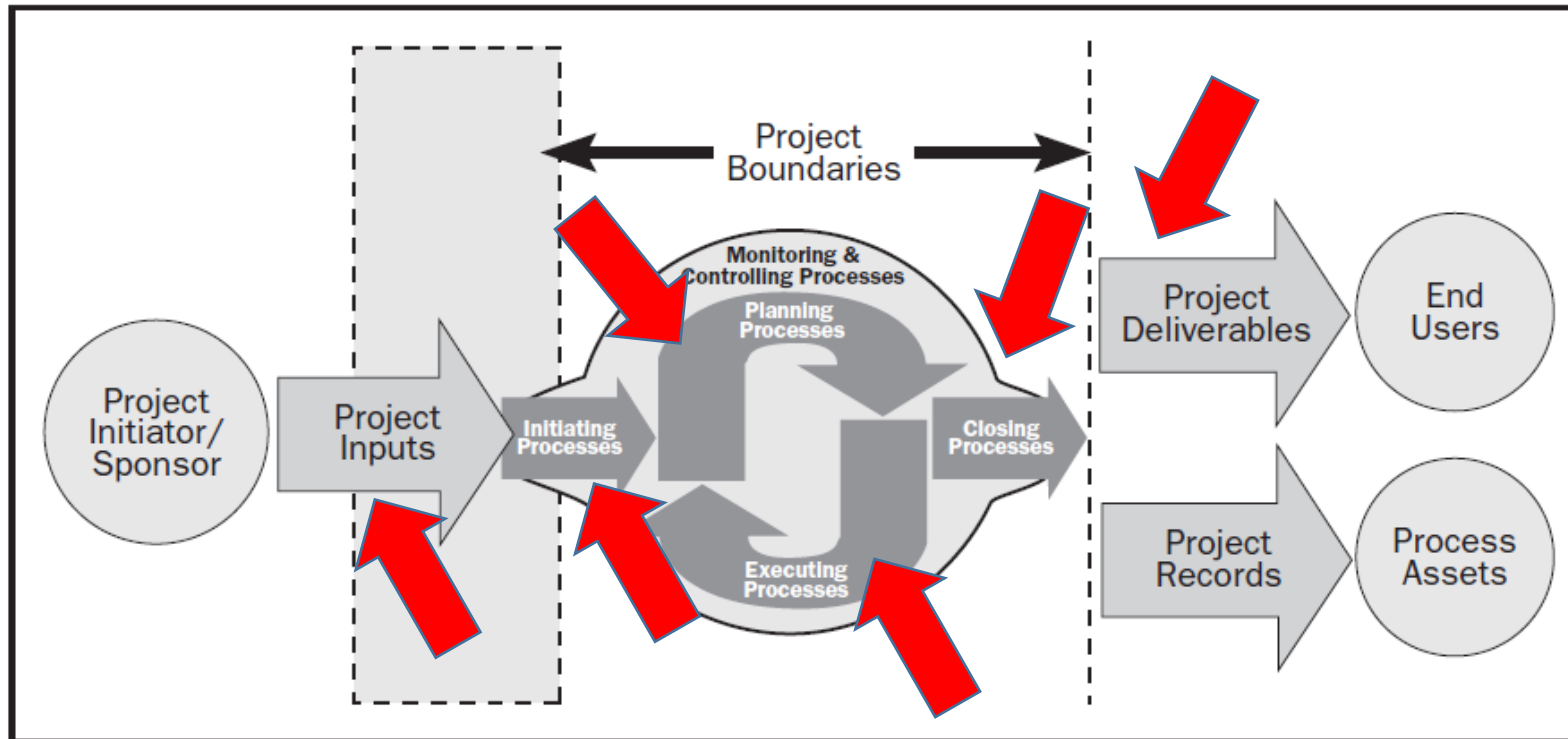 Project
Boundaries
Monitoring &
Controlling Processes
Planning
Processes
Project
Initiator/
Sponsor
Project
Inputs
Initiating
Processes
Closing
Processes
Executing
Processes
Project
Deliverables
End
Users
Project
Records
Process
Assets